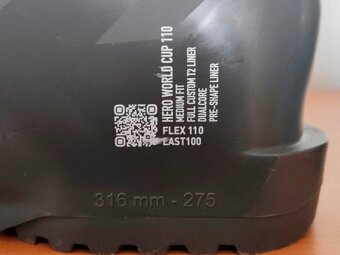 HERO WORLD CUP 110
MEDIUM FIT
FULL CUSTOM T2 LINER
DUALCORE
PRE-SHAPE LINER
FLEX 110
LAST100
316 mm - 275